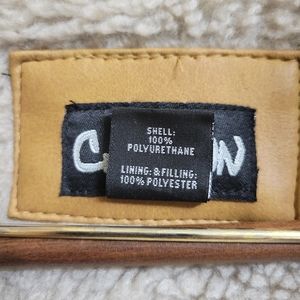 SHELL:
100%
POLYURETHANE
LINING: & FILLING:
100% POLYESTER